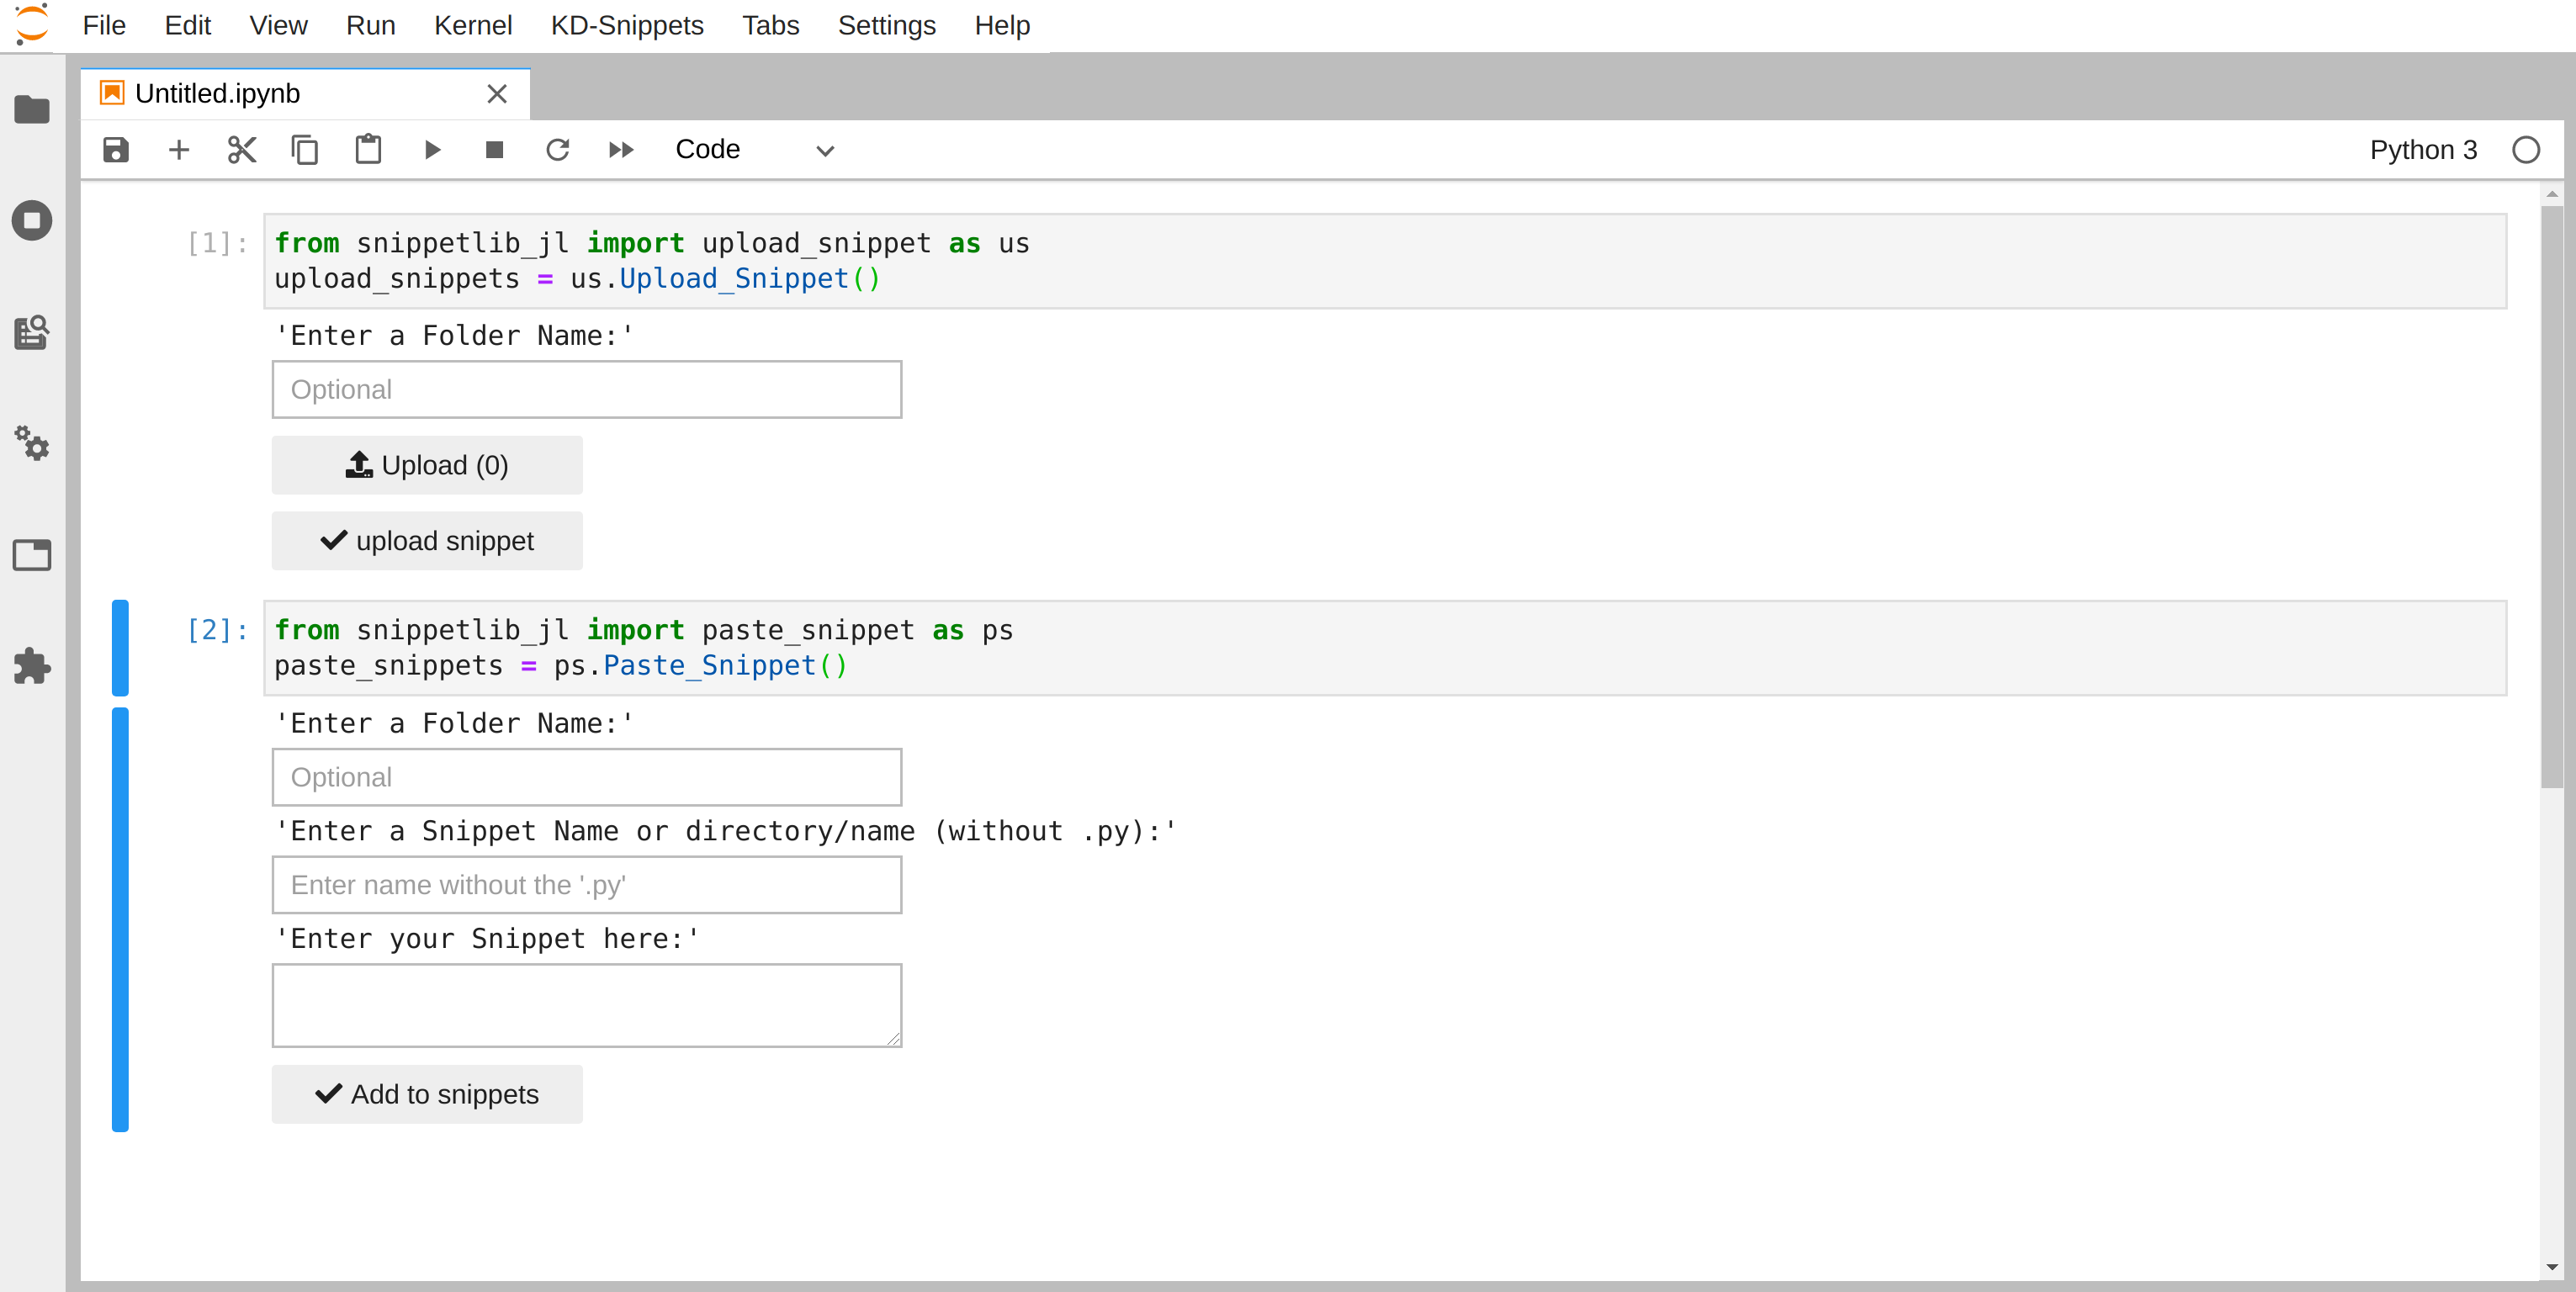 File Edit View Run Kernel KD-Snippets Tabs Settings Help
Untitled.ipynb
Code
Python 3
[1]: from snippetlib_jl import upload_snippet as us
upload_snippets = us.Upload_Snippet()
'Enter a Folder Name:'
Optional
Upload (0)
upload snippet
[2]: from snippetlib_jl import paste_snippet as ps
paste_snippets = ps.Paste_Snippet()
'Enter a Folder Name:'
Optional
'Enter a Snippet Name or directory/name (without .py):'
Enter name without the '.py'
'Enter your Snippet here:'
Add to snippets